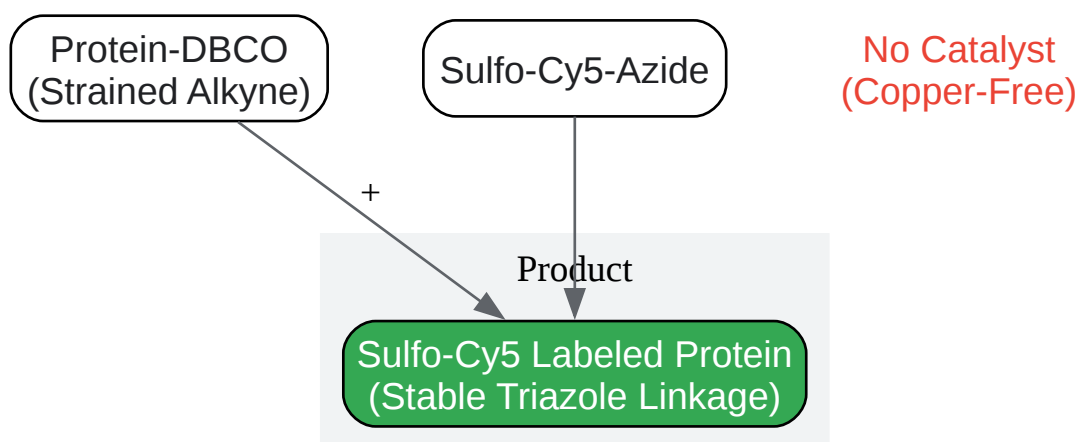 Protein-DBCO
(Strained Alkyne)
Sulfo-Cy5-Azide
No Catalyst
(Copper-Free)
+
Product
Sulfo-Cy5 Labeled Protein
(Stable Triazole Linkage)